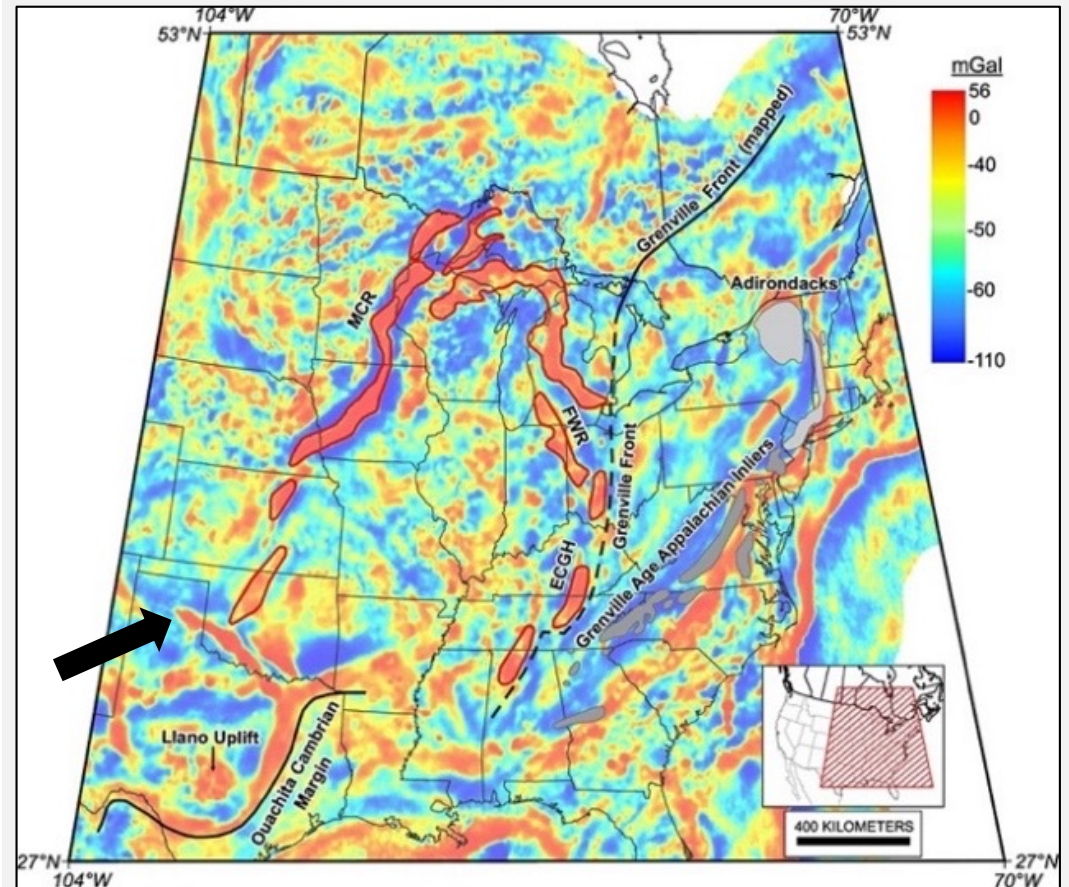 104°W
70°W
53°N
53°N
mGal
56
0
-40
-50
-60
-110
Grenville Front (mapped)
Adirondacks
MCR
FWR
Grenville Front
Grenville Age Appalachian Inliers
ECGH
Llano Uplift
Ouachita Cambrian
Margin
400 KILOMETERS
27°N
27°N
104°W
70°W